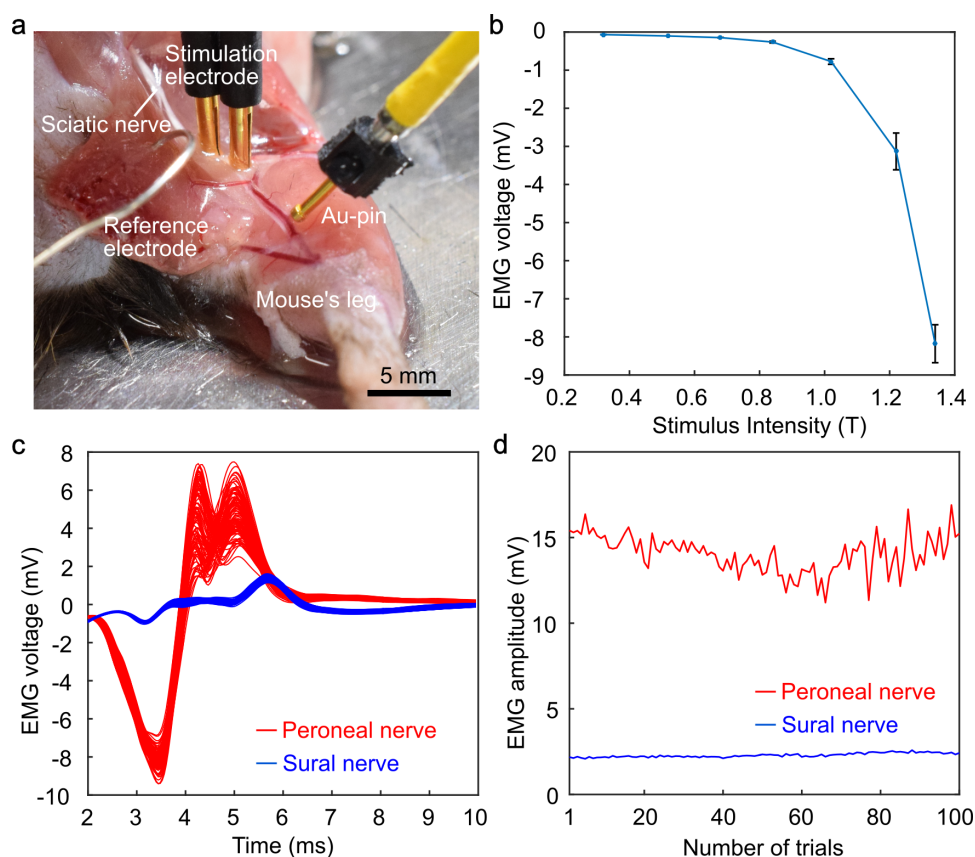 a
Stimulation
electrode
Sciatic nerve
Au-pin
Reference
electrode
Mouse's leg
5 mm
b
0
-1
-2
-3
-4
-5
-6
-7
-8
-9
EMG voltage (mV)
0.2 0.4 0.6 0.8 1.0 1.2 1.4
Stimulus Intensity (T)
c
8
6
4
2
0
-2
-4
-6
-8
-10
EMG voltage (mV)
Peroneal nerve
Sural nerve
2 3 4 5 6 7 8 9 10
Time (ms)
d
20
15
10
5
0
EMG amplitude (mV)
Peroneal nerve
Sural nerve
1 20 40 60 80 100
Number of trials